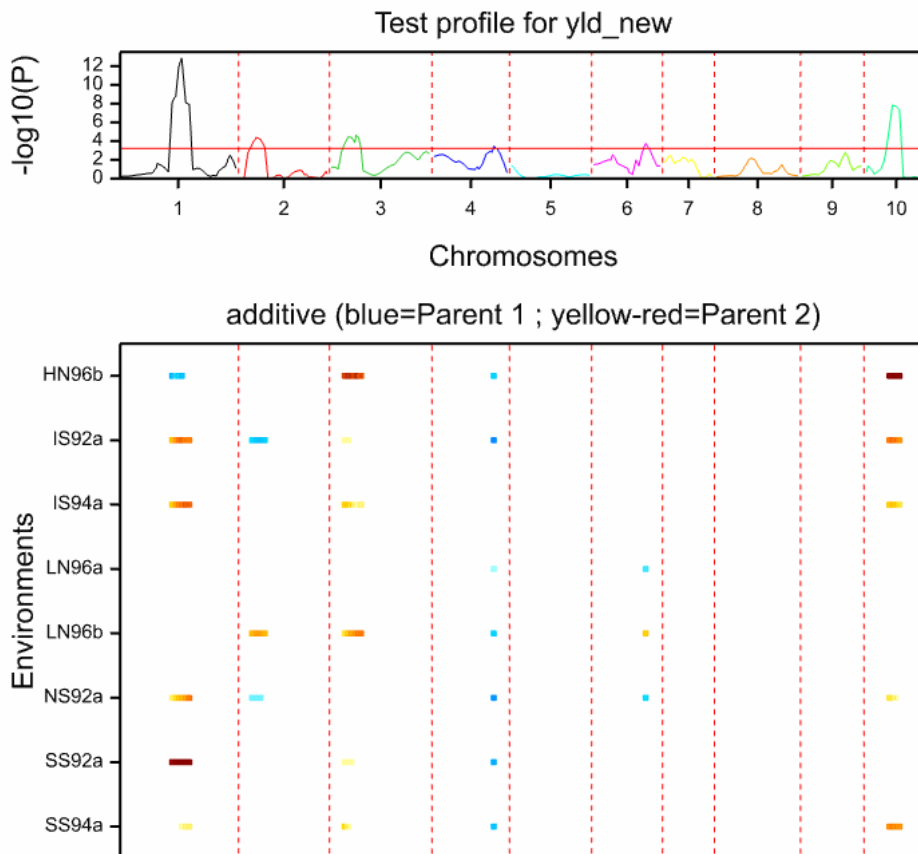 Test profile for yld_new
-log10(P)
12
10
8
6
4
2
0
1 2 3 4 5 6 7 8 9 10
Chromosomes
additive (blue=Parent 1 ; yellow-red=Parent 2)
Environments
HN96b
IS92a
IS94a
LN96a
LN96b
NS92a
SS92a
SS94a